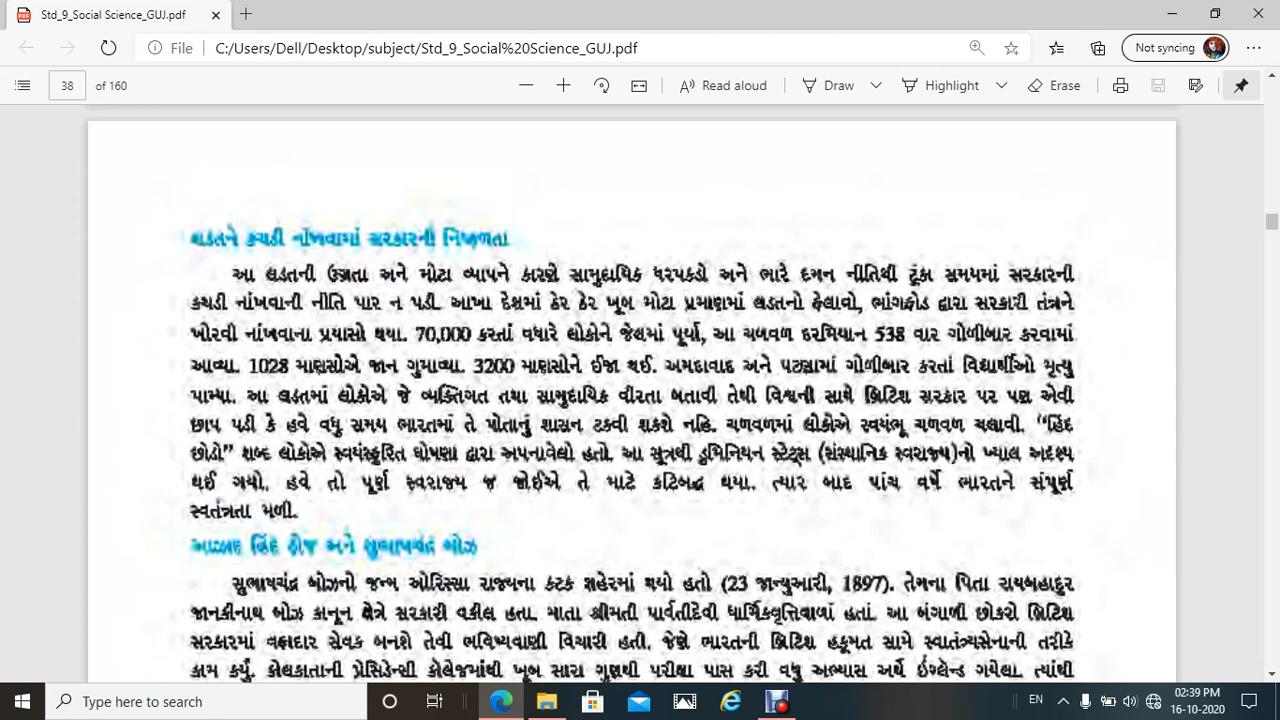 Std_9_Social Science_GUJ.pdf
File
C:/Users/Dell/Desktop/subject/Std_9_Social%20Science_GUJ.pdf
Not syncing
38 of 160
Read aloud
Draw
Highlight
Erase
લડતને કચડી નાંખવામાં સરકારની નિષ્ફળતા
આ લડતની ઉગ્રતા અને મોટા વ્યાપને કારણે સામુદાયિક ધરપકડો અને ભારે દમન નીતિથી ટૂંકા સમયમાં સરકારની
કચડી નાંખવાની નીતિ પાર ન પડી. આખા દેશમાં ઠેર ઠેર ખૂબ મોટા પ્રમાણમાં લડતનો ફેલાવો, ભાંગફોડ દ્વારા સરકારી તંત્રને
ખોરવી નાંખવાના પ્રયાસો થયા. 70,000 કરતાં વધારે લોકોને જેલમાં પૂર્યા, આ ચળવળ દરમિયાન 538 વાર ગોળીબાર કરવામાં
આવ્યા. 1028 માણસોએ જાન ગુમાવ્યા. 3200 માણસોને ઈજા થઈ. અમદાવાદ અને પટણામાં ગોળીબાર કરતાં વિદ્યાર્થીઓ મૃત્યુ
પામ્યા. આ લડતમાં લોકોએ જે વ્યક્તિગત તથા સામુદાયિક વીરતા બતાવી તેથી વિશ્વની સાથે બ્રિટિશ સરકાર પર પણ એવી
છાપ પડી કે હવે વધુ સમય ભારતમાં તે પોતાનું શાસન ટકવી શકશે નહિ. ચળવળમાં લોકોએ સ્વયંભૂ ચળવળ ચલાવી. “હિંદ
છોડો” શબ્દ લોકોએ સ્વયંસ્ફુરિત ઘોષણા દ્વારા અપનાવેલો હતો. આ સૂત્રથી ડુમિનિયન સ્ટેટ્સ (સંસ્થાનિક સ્વરાજ્ય)નો ખ્યાલ અદૃશ્ય
થઈ ગયો. હવે તો પૂર્ણ સ્વરાજ્ય જ જોઈએ તે માટે કટિબદ્ધ થયા. ત્યાર બાદ પાંચ વર્ષે ભારતને સંપૂર્ણ
સ્વતંત્રતા મળી.
આઝાદ હિંદ ફોજ અને સુભાષચંદ્ર બોઝ
સુભાષચંદ્ર બોઝનો જન્મ ઓરિસ્સા રાજ્યના કટક શહેરમાં થયો હતો (23 જાન્યુઆરી, 1897). તેમના પિતા રાયબહાદુર
જાનકીનાથ બોઝ કાનૂન ક્ષેત્રે સરકારી વકીલ હતા. માતા શ્રીમતી પાર્વતીદેવી ધાર્મિકવૃત્તિવાળાં હતાં. આ બંગાળી છોકરો બ્રિટિશ
સરકારમાં વફાદાર સેવક બનશે તેવી ભવિષ્યવાણી વિચારી હતી. જેણે ભારતની બ્રિટિશ હકૂમત સામે સ્વાતંત્ર્યસેનાની તરીકે
કામ કર્યું. કોલકાતાની પ્રેસિડેન્સી કૉલેજમાંથી ખૂબ સારા ગુણથી પરીક્ષા પાસ કરી વધુ અભ્યાસ અર્થે ઇંગ્લેન્ડ ગયેલા. ત્યાંથી
Type here to search
EN
02:39 PM
16-10-2020